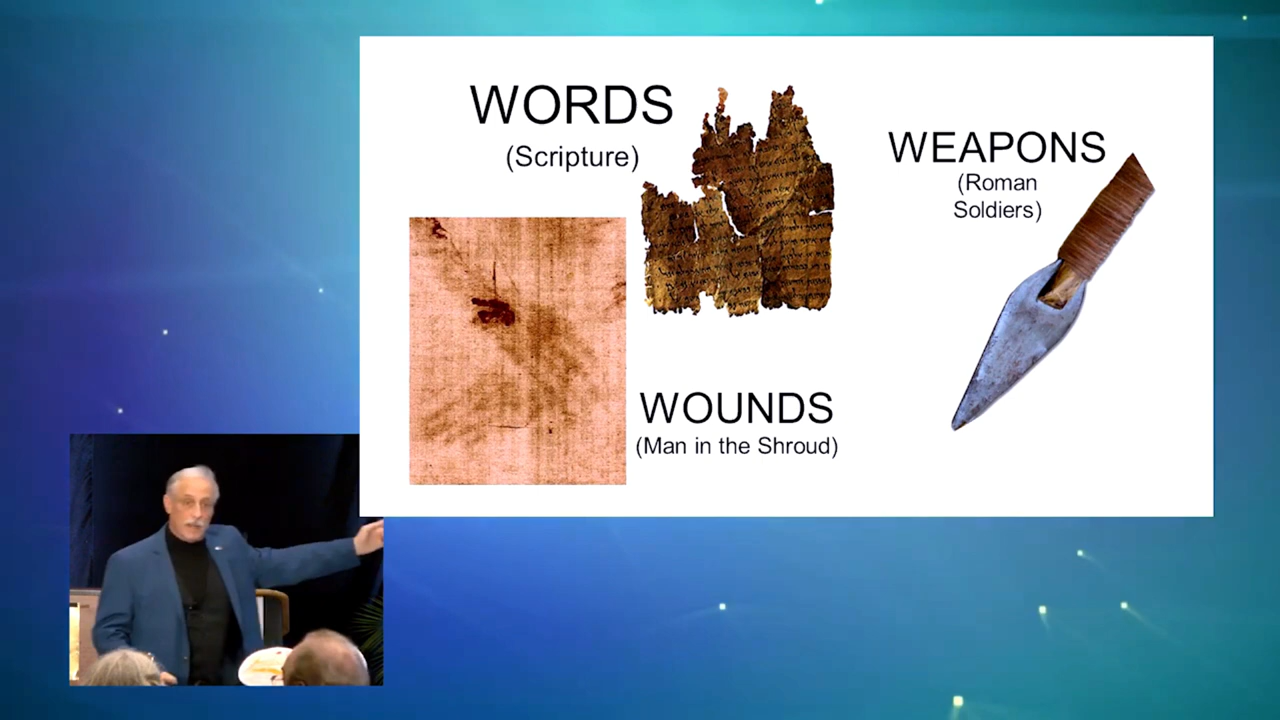 WORDS
(Scripture)
WEAPONS
(Roman
Soldiers)
WOUNDS
(Man in the Shroud)